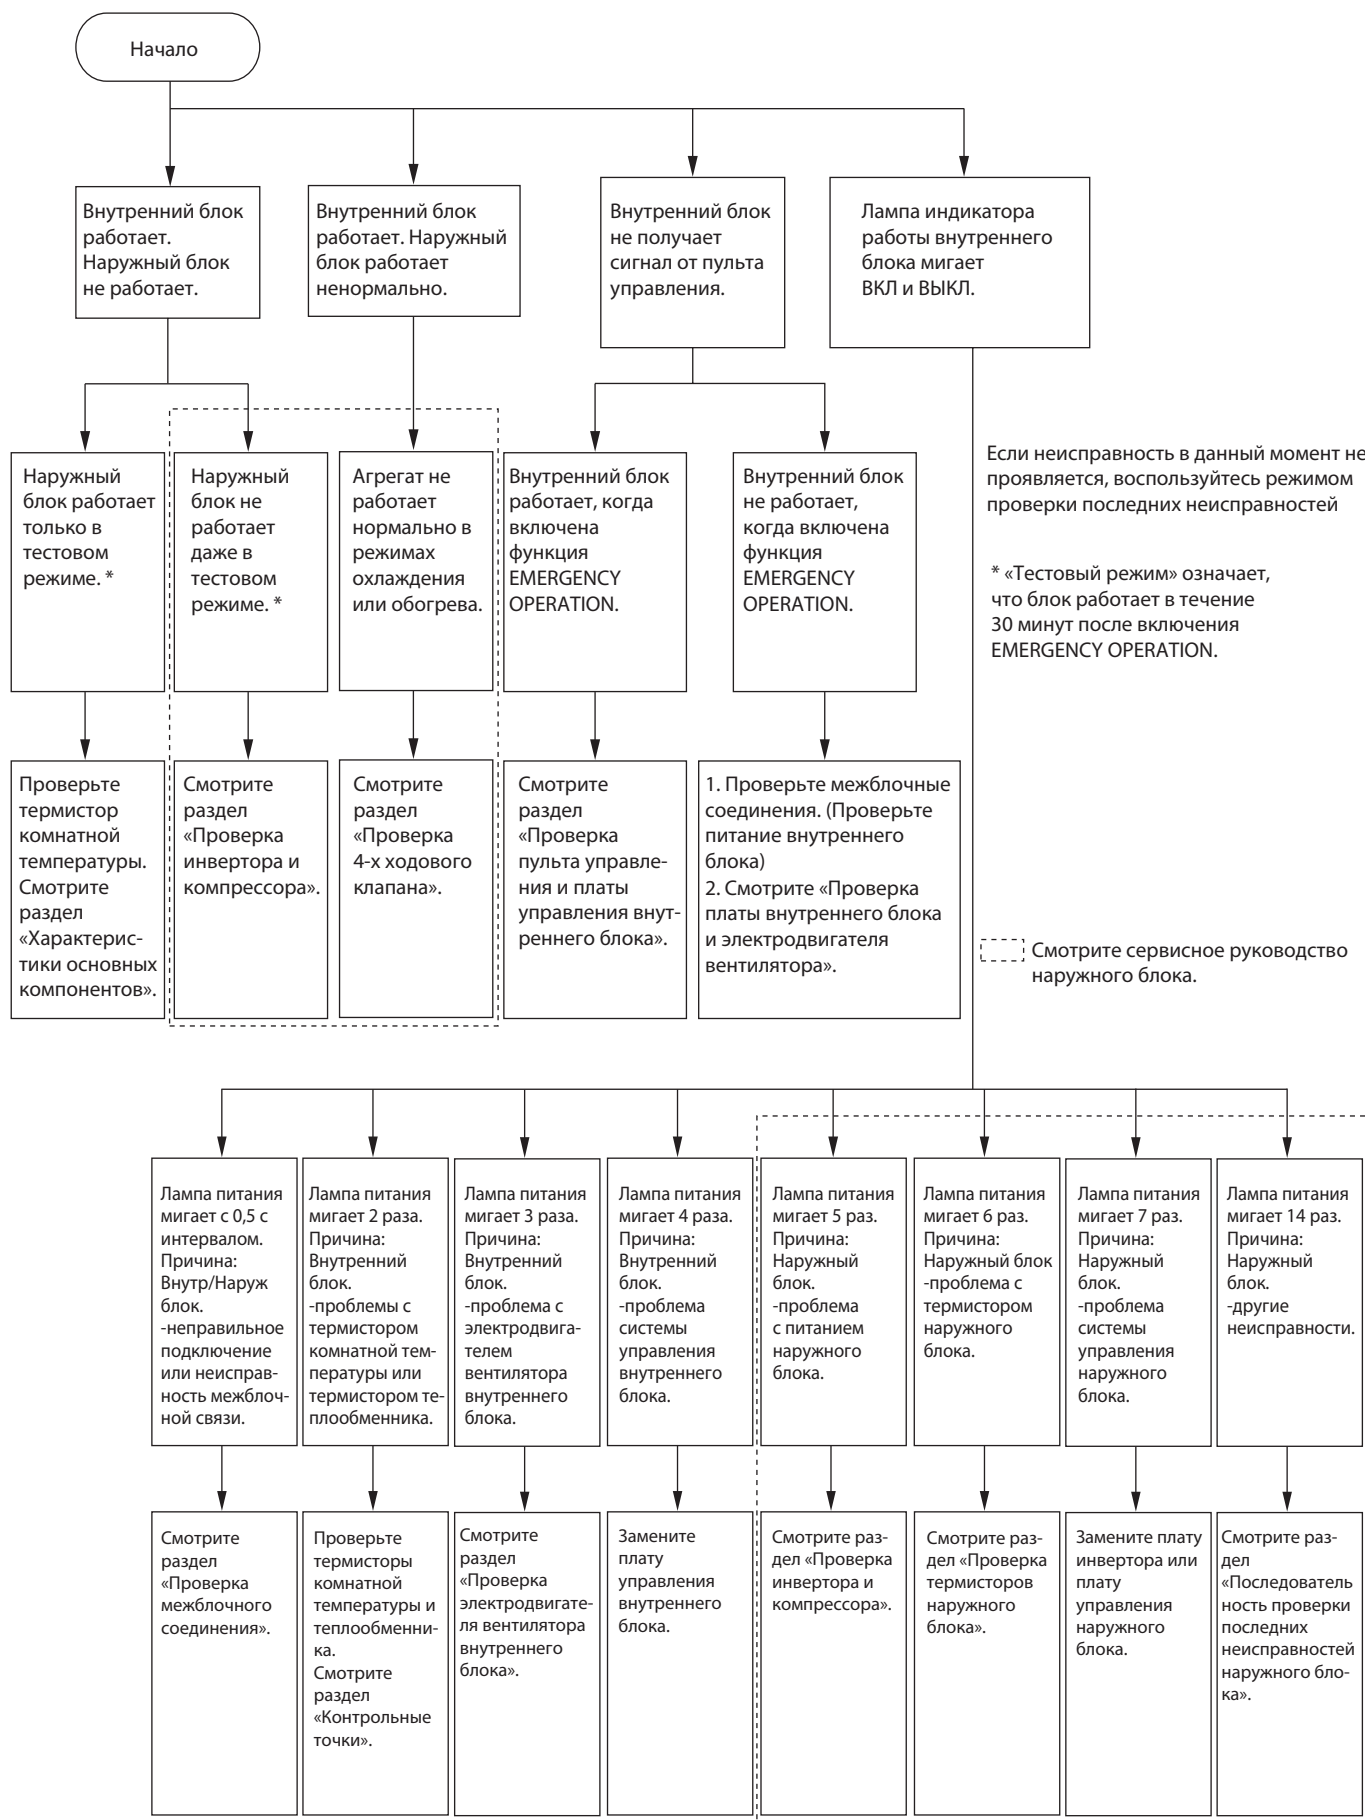 Начало
Внутренний блок
работает.
Наружный блок
не работает.
Внутренний блок
работает. Наружный
блок работает
ненормально.
Внутренний блок
не получает
сигнал от пульта
управления.
Лампа индикатора
работы внутреннего
блока мигает
ВКЛ и ВЫКЛ.
Наружный
блок работает
только в
тестовом
режиме. *
Наружный
блок не
работает
даже в
тестовом
режиме. *
Агрегат не
работает
нормально в
режимах
охлаждения
или обогрева.
Внутренний блок
работает, когда
включена
функция
EMERGENCY
OPERATION.
Внутренний блок
не работает,
когда включена
функция
EMERGENCY
OPERATION.
Если неисправность в данный момент не
проявляется, воспользуйтесь режимом
проверки последних неисправностей
* «Тестовый режим» означает,
что блок работает в течение
30 минут после включения
EMERGENCY OPERATION.
Проверьте
термистор
комнатной
температуры.
Смотрите
раздел
«Характерис-
тики основных
компонентов».
Смотрите
раздел
«Проверка
инвертора и
компрессора».
Смотрите
раздел
«Проверка
4-х ходового
клапана».
Смотрите
раздел
«Проверка
пульта управле-
ния и платы
управления внут-
реннего блока».
1. Проверьте межблочные
соединения. (Проверьте
питание внутреннего
блока)
2. Смотрите «Проверка
платы внутреннего блока
и электродвигателя
вентилятора».
Смотрите сервисное руководство
наружного блока.
Лампа питания
мигает с 0,5 с
интервалом.
Причина:
Внутр/Наруж
блок.
-неправильное
подключение
или неисправ-
ность межблоч-
ной связи.
Лампа питания
мигает 2 раза.
Причина:
Внутренний
блок.
-проблемы с
термистором
комнатной тем-
пературы или
термистором те-
плообменника.
Лампа питания
мигает 3 раза.
Причина:
Внутренний
блок.
-проблема с
электродвига-
телем
вентилятора
внутреннего
блока.
Лампа питания
мигает 4 раза.
Причина:
Внутренний
блок.
-проблема
системы
управления
внутреннего
блока.
Лампа питания
мигает 5 раз.
Причина:
Наружный
блок.
-проблема
с питанием
наружного
блока.
Лампа питания
мигает 6 раз.
Причина:
Наружный блок
-проблема с
термистором
наружного
блока.
Лампа питания
мигает 7 раз.
Причина:
Наружный
блок.
-проблема
системы
управления
наружного
блока.
Лампа питания
мигает 14 раз.
Причина:
Наружный
блок.
-другие
неисправности.
Смотрите
раздел
«Проверка
межблочного
соединения».
Проверьте
термисторы
комнатной
температуры и
теплообменни-
ка.
Смотрите
раздел
«Контрольные
точки».
Смотрите
раздел
«Проверка
электродвигате-
ля вентилятора
внутреннего
блока».
Замените
плату
управления
внутреннего
блока.
Смотрите раз-
дел «Проверка
инвертора и
компрессора».
Смотрите раз-
дел «Проверка
термисторов
наружного
блока».
Замените плату
инвертора или
плату
управления
наружного
блока.
Смотрите раз-
дел
«Последователь
ность проверки
последних
неисправностей
наружного бло-
ка».